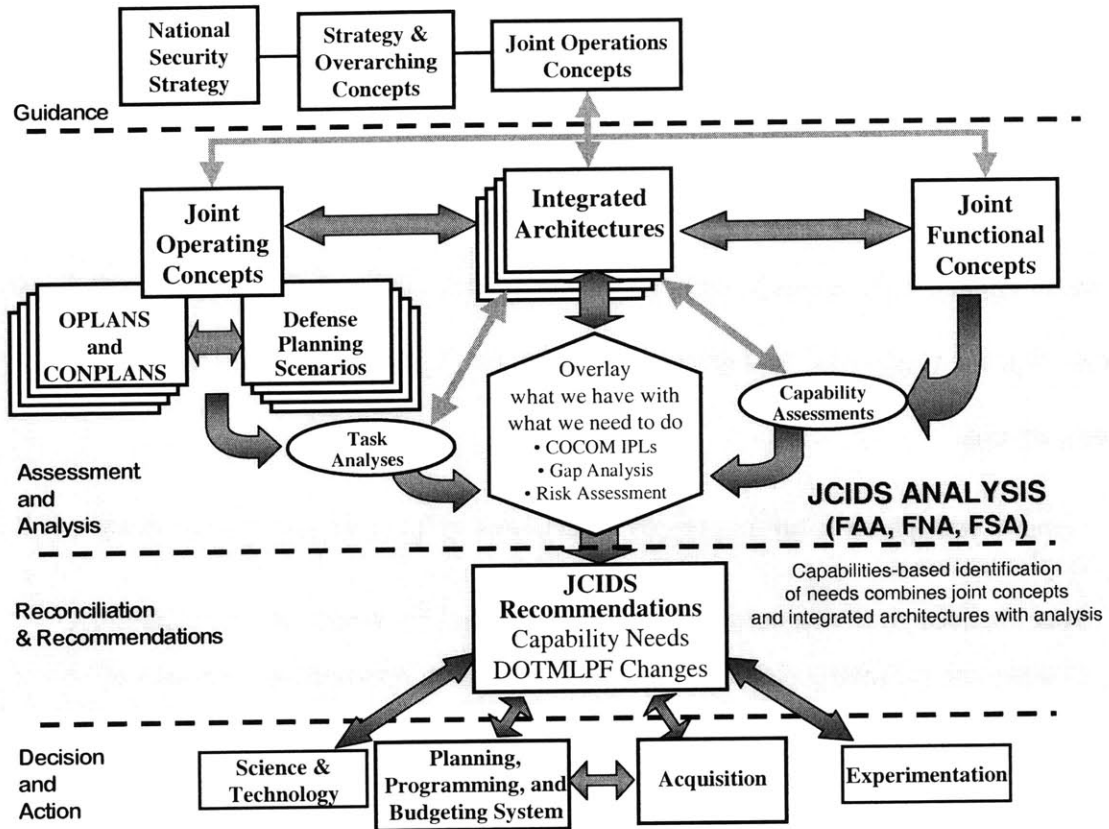 National
Security
Strategy
Strategy &
Overarching
Concepts
Joint Operations
Concepts
Guidance
Joint
Operating
Concepts
Integrated
Architectures
Joint
Functional
Concepts
OPLANS
and
CONPLANS
Defense
Planning
Scenarios
Overlay
what we have with
what we need to do
• COCOM IPLs
• Gap Analysis
• Risk Assessment
Capability
Assessments
Task
Analyses
Assessment
and
Analysis
JCIDS ANALYSIS
(FAA, FNA, FSA)
Capabilities-based identification
of needs combines joint concepts
and integrated architectures with analysis
Reconciliation
& Recommendations
JCIDS
Recommendations
Capability Needs
DOTMLPF Changes
Decision
and
Action
Science &
Technology
Planning,
Programming, and
Budgeting System
Acquisition
Experimentation